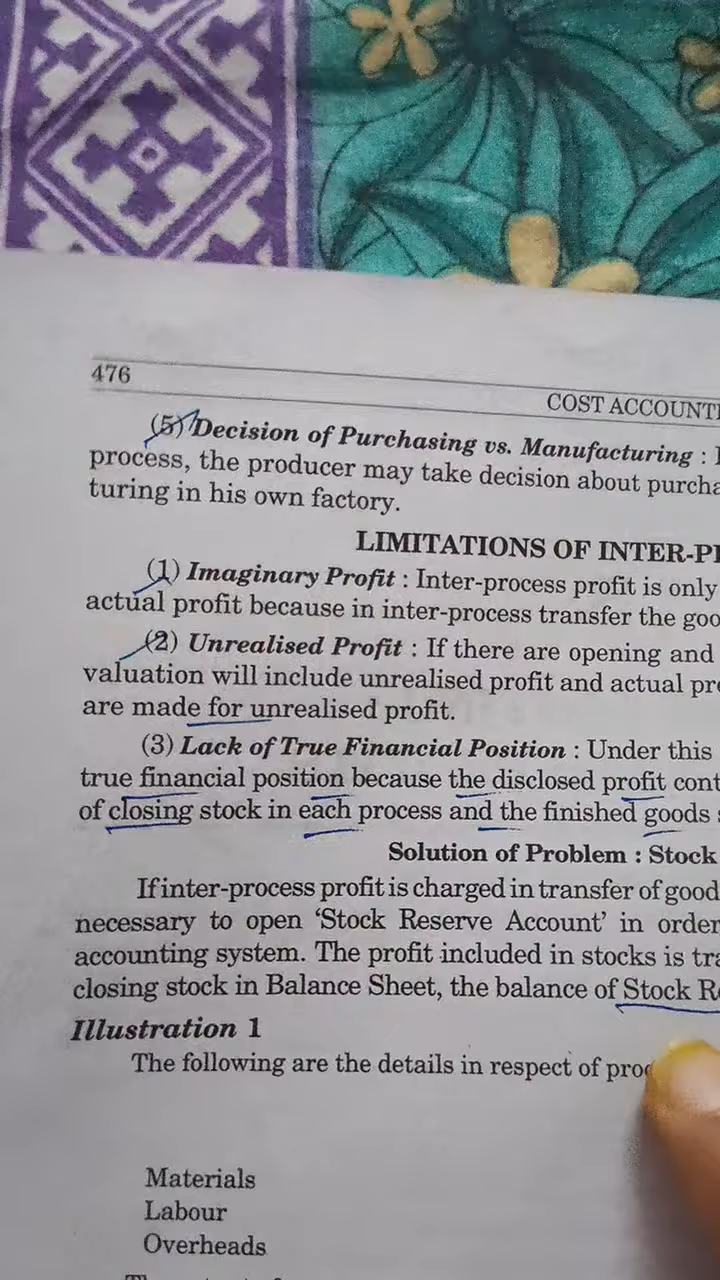 476
COST ACCOUNT
(5) Decision of Purchasing vs. Manufacturing :
process, the producer may take decision about
turing in his own factory.
LIMITATIONS OF
(1) Imaginary Profit : Inter-process profit is only
actual profit because in inter-process transfer the
(2) Unrealised Profit : If there are opening and
valuation will include unrealised profit and actual
are made for unrealised profit.
(3) Lack of True Financial Position : Under this
true financial position because the disclosed profit
of closing stock in each process and the finished goods
Solution of Problem : Stock
If inter-process profit is charged in transfer of good
necessary to open ‘Stock Reserve Account’ in order
accounting system. The profit included in stocks is
closing stock in Balance Sheet, the balance of Stock
Illustration 1
The following are the details in respect of
Materials
Labour
Overheads